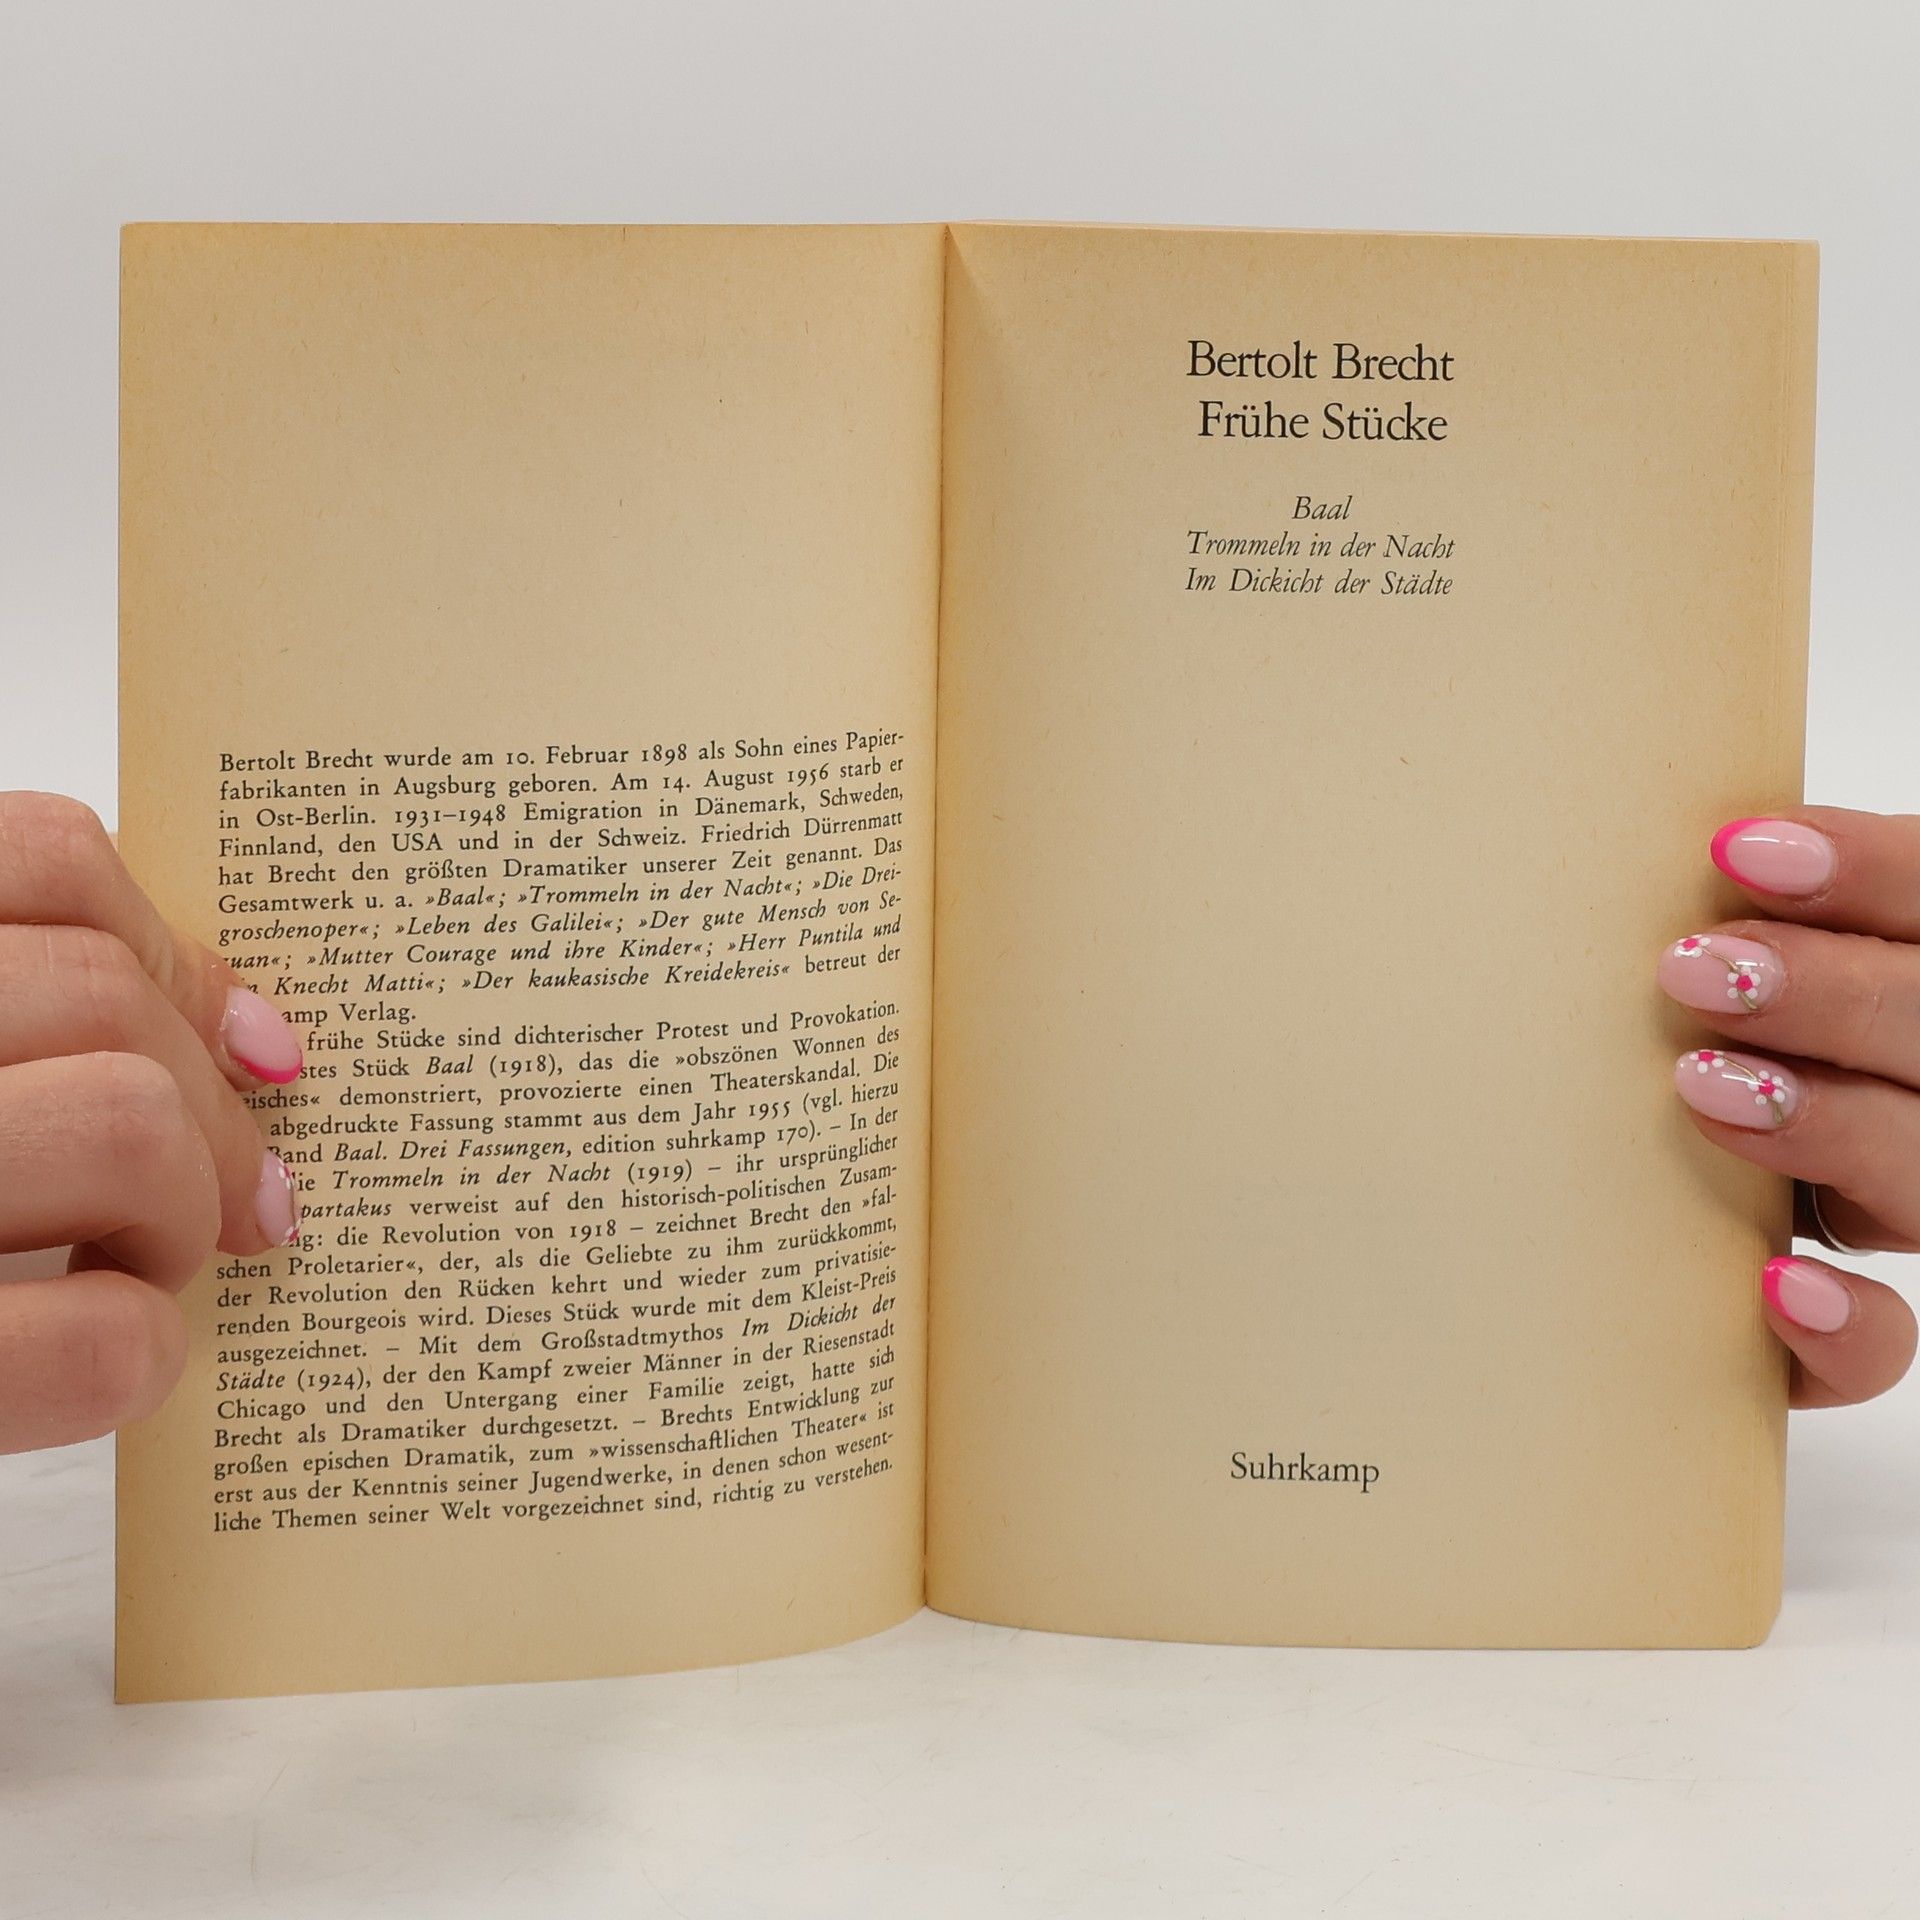 Bertolt Brecht wurde am 10. Februar 1898 als Sohn eines Papier-
fabrikanten in Augsburg geboren. Am 14. August 1956 starb er
in Ost-Berlin. 1931–1948 Emigration in Dänemark, Schweden,
Finnland, den USA und in der Schweiz. Friedrich Dürrenmatt
hat Brecht den größten Dramatiker unserer Zeit genannt. Das
Gesamtwerk u. a. »Baal«; »Trommeln in der Nacht«; »Die Drei-
groschenoper«; »Leben des Galilei«; »Der gute Mensch von Se-
zuan«; »Mutter Courage und ihre Kinder«; »Herr Puntila und
Knecht Matti«; »Der kaukasische Kreidekreis« betreut der
Verlag.
frühe Stücke sind dichterischer Protest und Provokation.
Stück Baal (1918), das die »obszönen Wonnen des
demonstriert, provozierte einen Theaterskandal. Die
abgedruckte Fassung stammt aus dem Jahr 1955 (vgl. hierzu
Band Baal. Drei Fassungen, edition suhrkamp 170). – In der
die Trommeln in der Nacht (1919) – ihr ursprünglicher
verweist auf den historisch-politischen Zusam-
die Revolution von 1918 – zeichnet Brecht den »fal-
schen Proletarier«, der, als die Geliebte zu ihm zurückkommt,
der Revolution den Rücken kehrt und wieder zum privatisie-
renden Bourgeois wird. Dieses Stück wurde mit dem Kleist-Preis
ausgezeichnet. – Mit dem Großstadtmythos Im Dickicht der
Städte (1924), der den Kampf zweier Männer in der Riesenstadt
Chicago und den Untergang einer Familie zeigt, hatte sich
Brecht als Dramatiker durchgesetzt. – Brechts Entwicklung zur
großen epischen Dramatik, zum »wissenschaftlichen Theater« ist
erst aus der Kenntnis seiner Jugendwerke, in denen schon wesent-
liche Themen seiner Welt vorgezeichnet sind, richtig zu verstehen.
Bertolt Brecht
Frühe Stücke
Baal
Trommeln in der Nacht
Im Dickicht der Städte
Suhrkamp